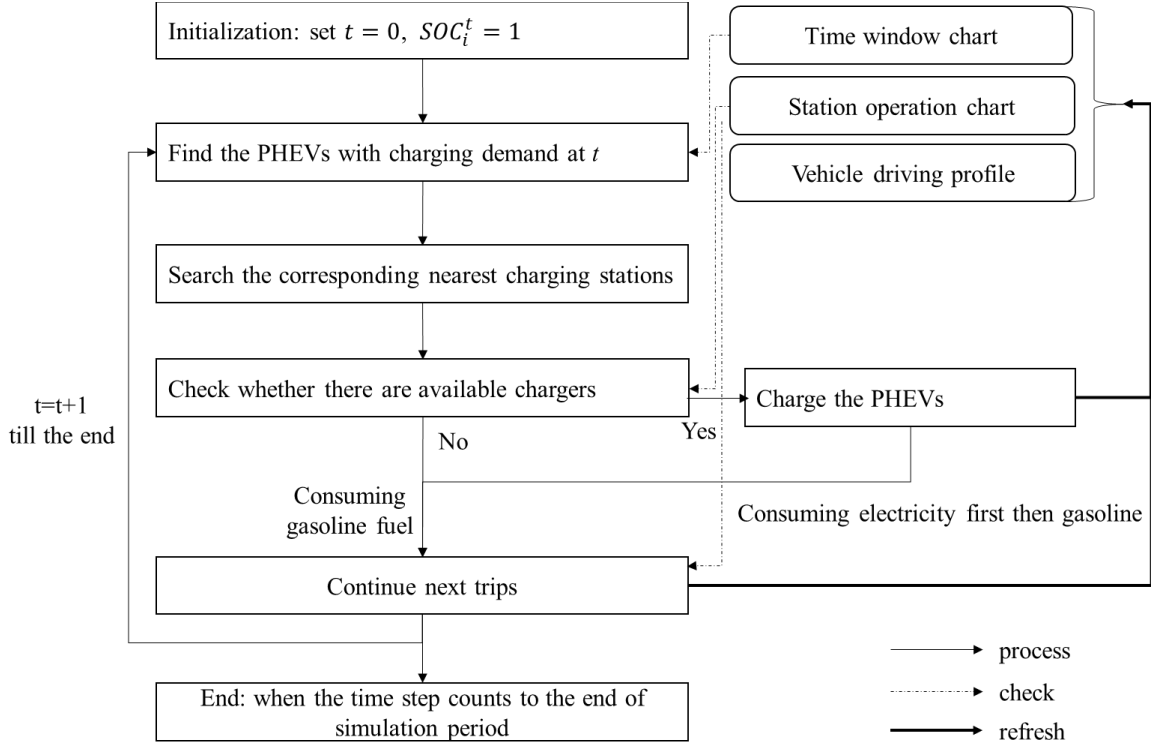 Initialization: set t = 0, SOC_i^t = 1
Time window chart
Station operation chart
Find the PHEVs with charging demand at t
Vehicle driving profile
Search the corresponding nearest charging stations
Check whether there are available chargers
Charge the PHEVs
t=t+1
till the end
No
Yes
Consuming
gasoline fuel
Consuming electricity first then gasoline
Continue next trips
End: when the time step counts to the end of
simulation period
process
check
refresh